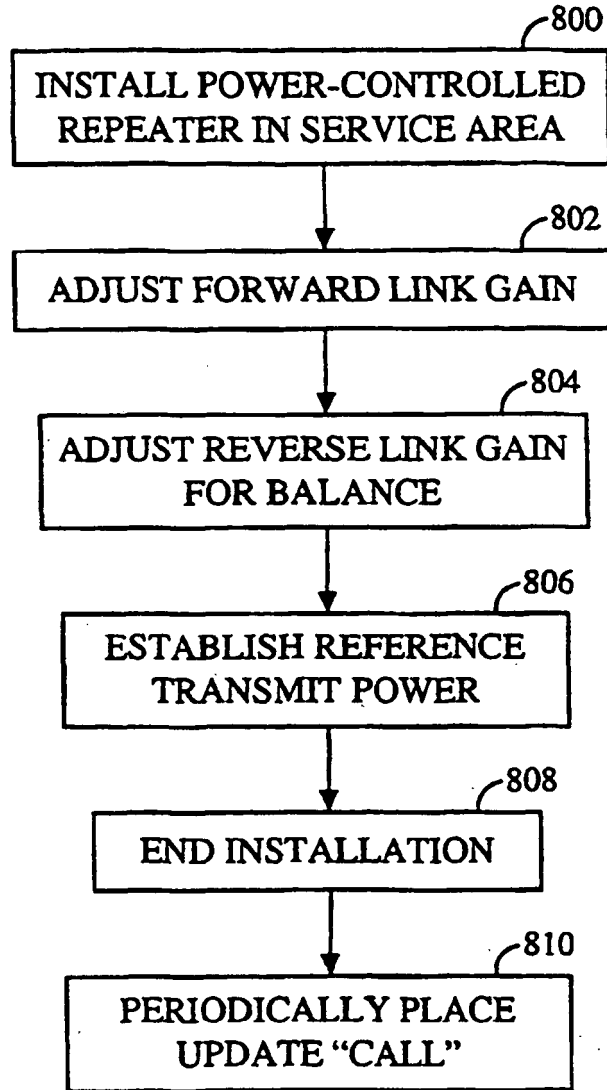 800
INSTALL POWER-CONTROLLED
REPEATER IN SERVICE AREA
802
ADJUST FORWARD LINK GAIN
804
ADJUST REVERSE LINK GAIN
FOR BALANCE
806
ESTABLISH REFERENCE
TRANSMIT POWER
808
END INSTALLATION
810
PERIODICALLY PLACE
UPDATE “CALL”